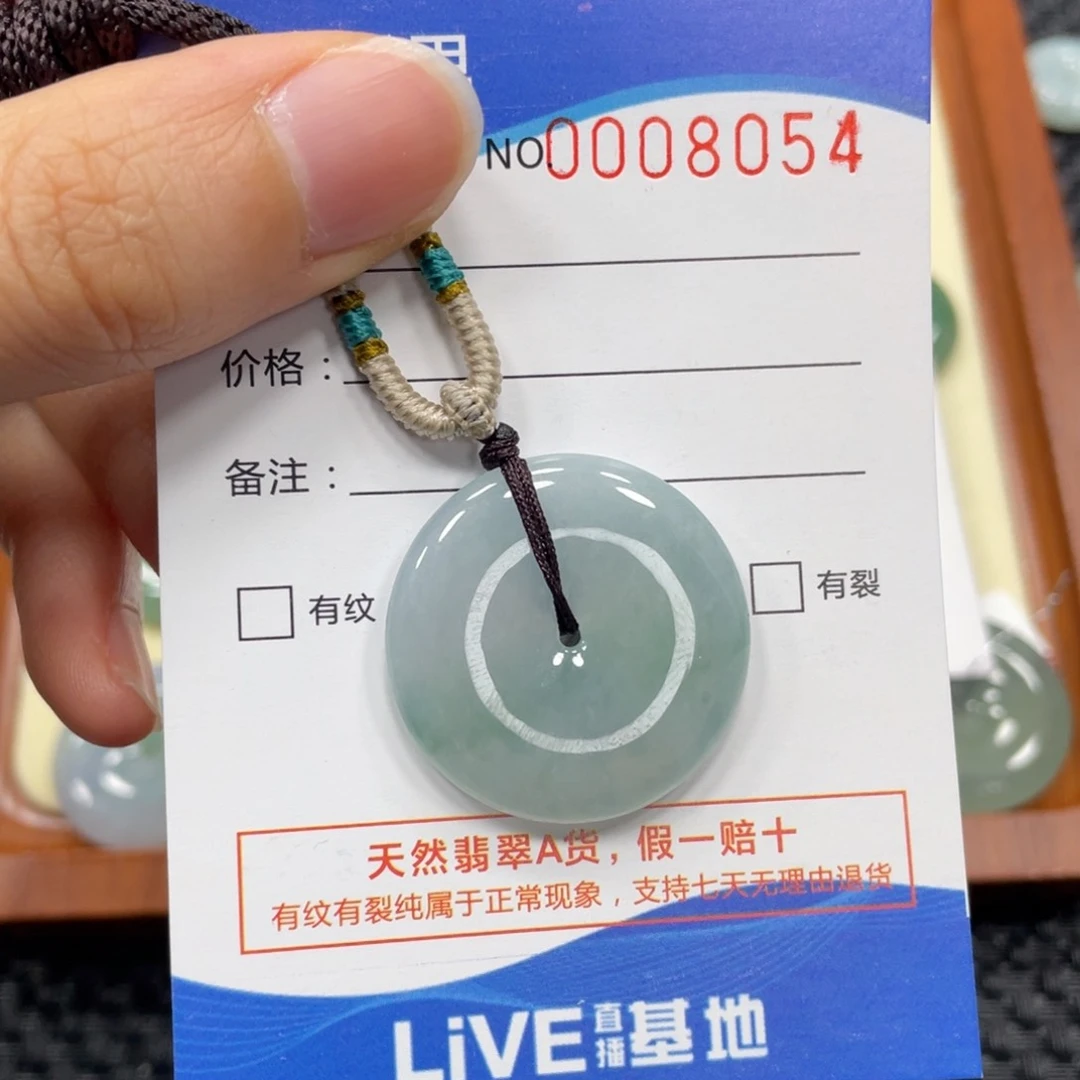 NO.0008054
价格：
备注：
有纹
有裂
天然翡翠A货，假一赔十
有纹有裂纯属于正常现象，支持七天无理由退货
LiVE直播基地